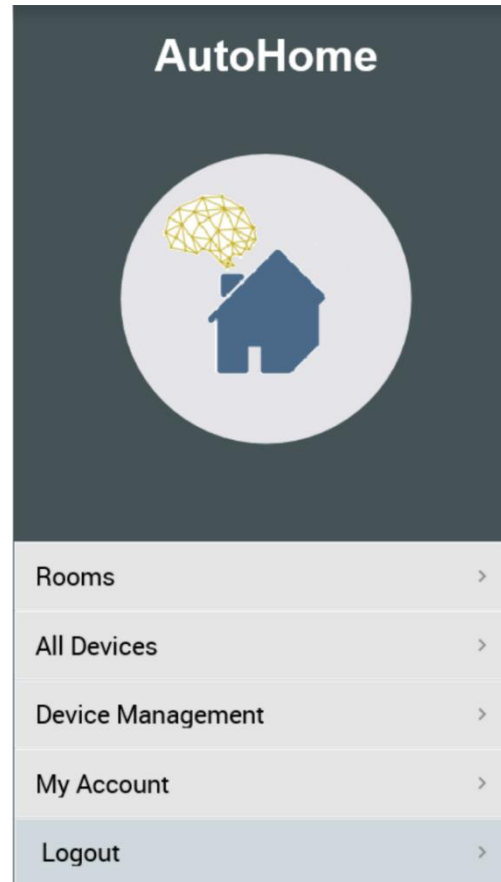 AutoHome
Rooms
All Devices
Device Management
My Account
Logout